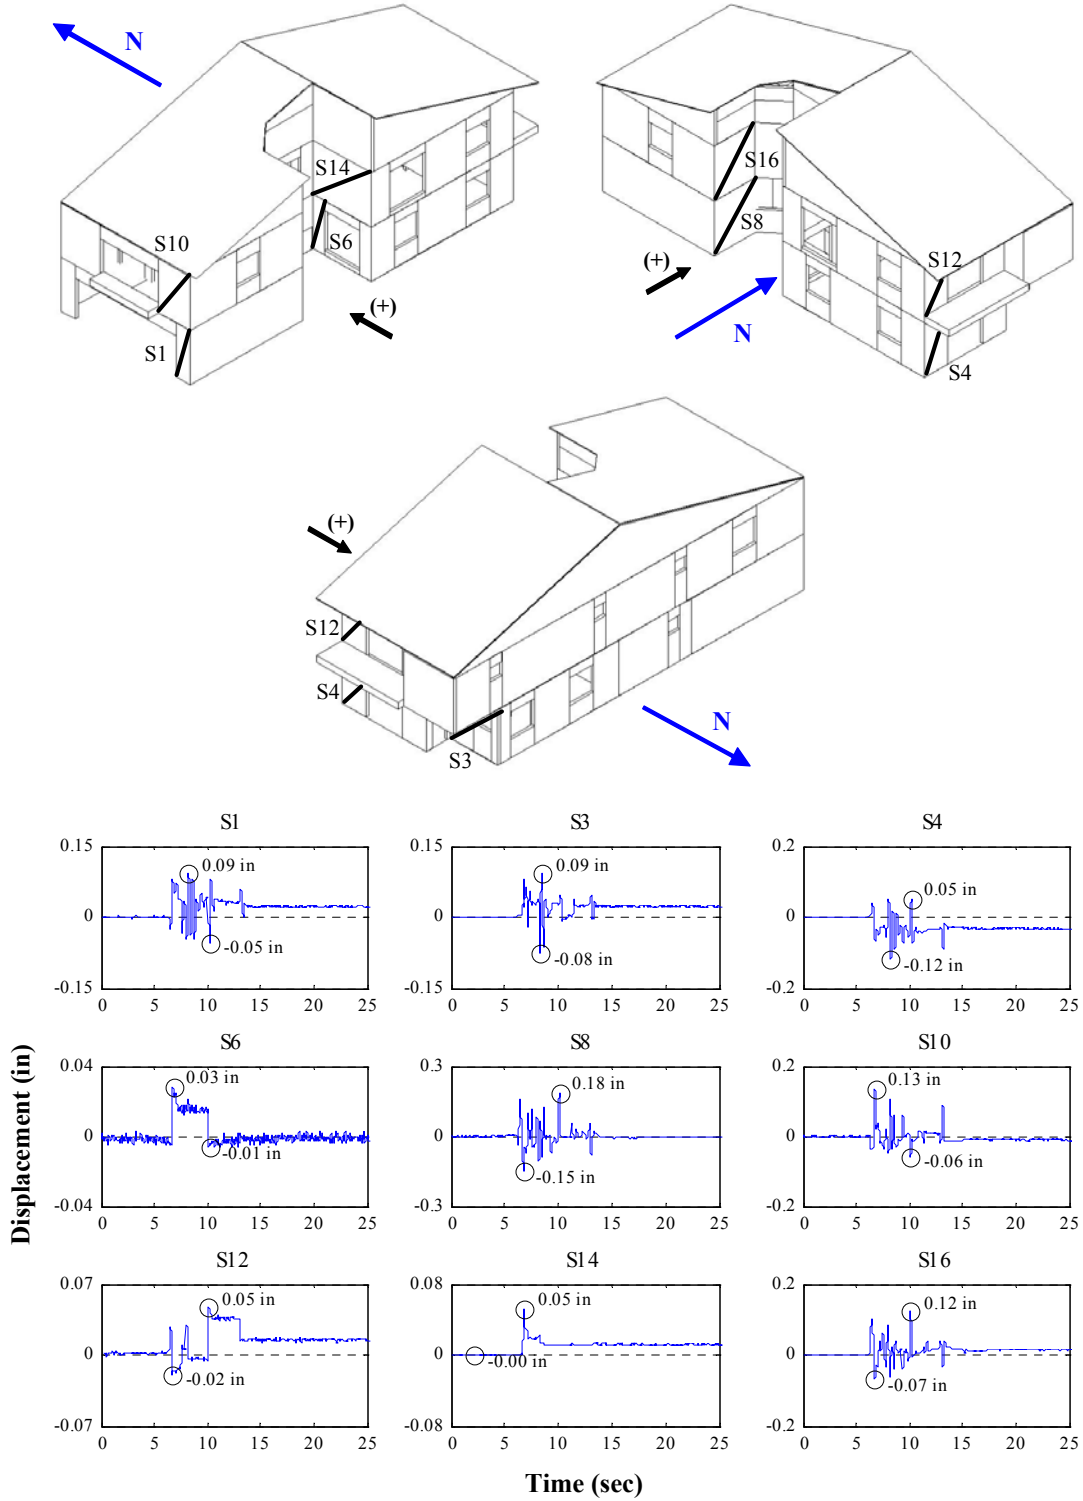 N
S14
S10
S6
S1
(+)
S16
S8
(+)
N
S12
S4
(+)
S12
S4
S3
N
Displacement (in)
S1
0.15
0
-0.15
0 5 10 15 20 25
0.09 in
-0.05 in
S3
0.15
0
-0.15
0 5 10 15 20 25
0.09 in
-0.08 in
S4
0.2
0
-0.2
0 5 10 15 20 25
0.05 in
-0.12 in
S6
0.04
0
-0.04
0 5 10 15 20 25
0.03 in
-0.01 in
S8
0.3
0
-0.3
0 5 10 15 20 25
0.18 in
-0.15 in
S10
0.2
0
-0.2
0 5 10 15 20 25
0.13 in
-0.06 in
S12
0.07
0
-0.07
0 5 10 15 20 25
0.05 in
-0.02 in
S14
0.08
0
-0.08
0 5 10 15 20 25
0.05 in
-0.00 in
S16
0.2
0
-0.2
0 5 10 15 20 25
0.12 in
-0.07 in
Time (sec)